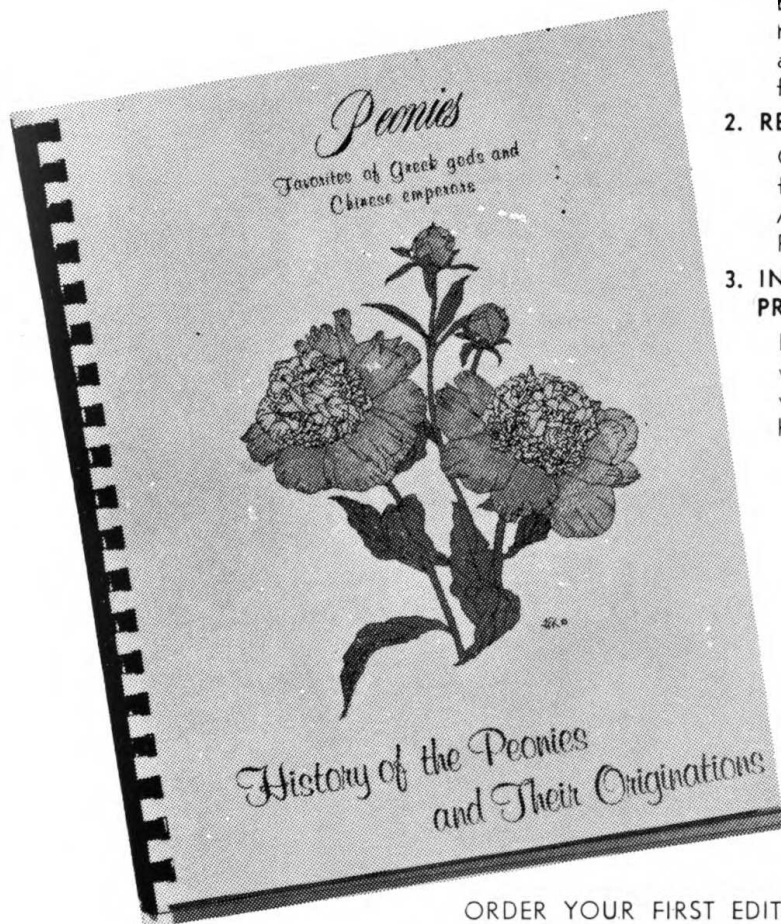 Peonies
Favorites of Greek gods and
Chinese emperors
History of the Peonies
and Their Originations
2. RE
3. IN
PR
ORDER YOUR FIRST EDIT